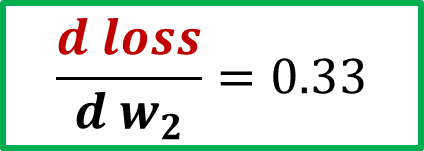 d loss
d w₂ = 0.33